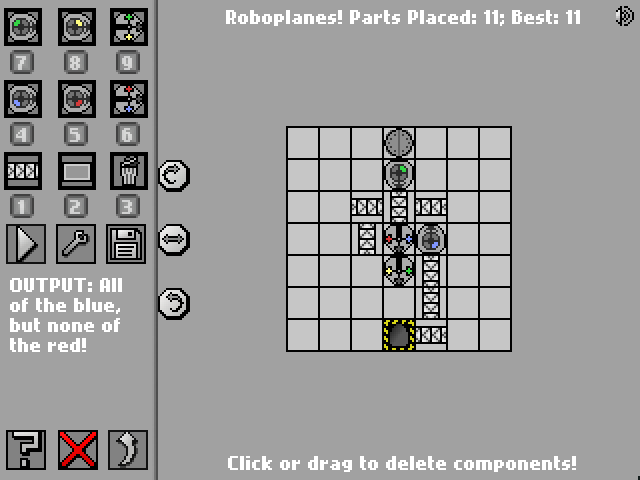 Roboplanes! Parts Placed: 11; Best: 11
7 8 9
4 5 6
1 2 3
OUTPUT: All
of the blue,
but none of
the red!
Click or drag to delete components!